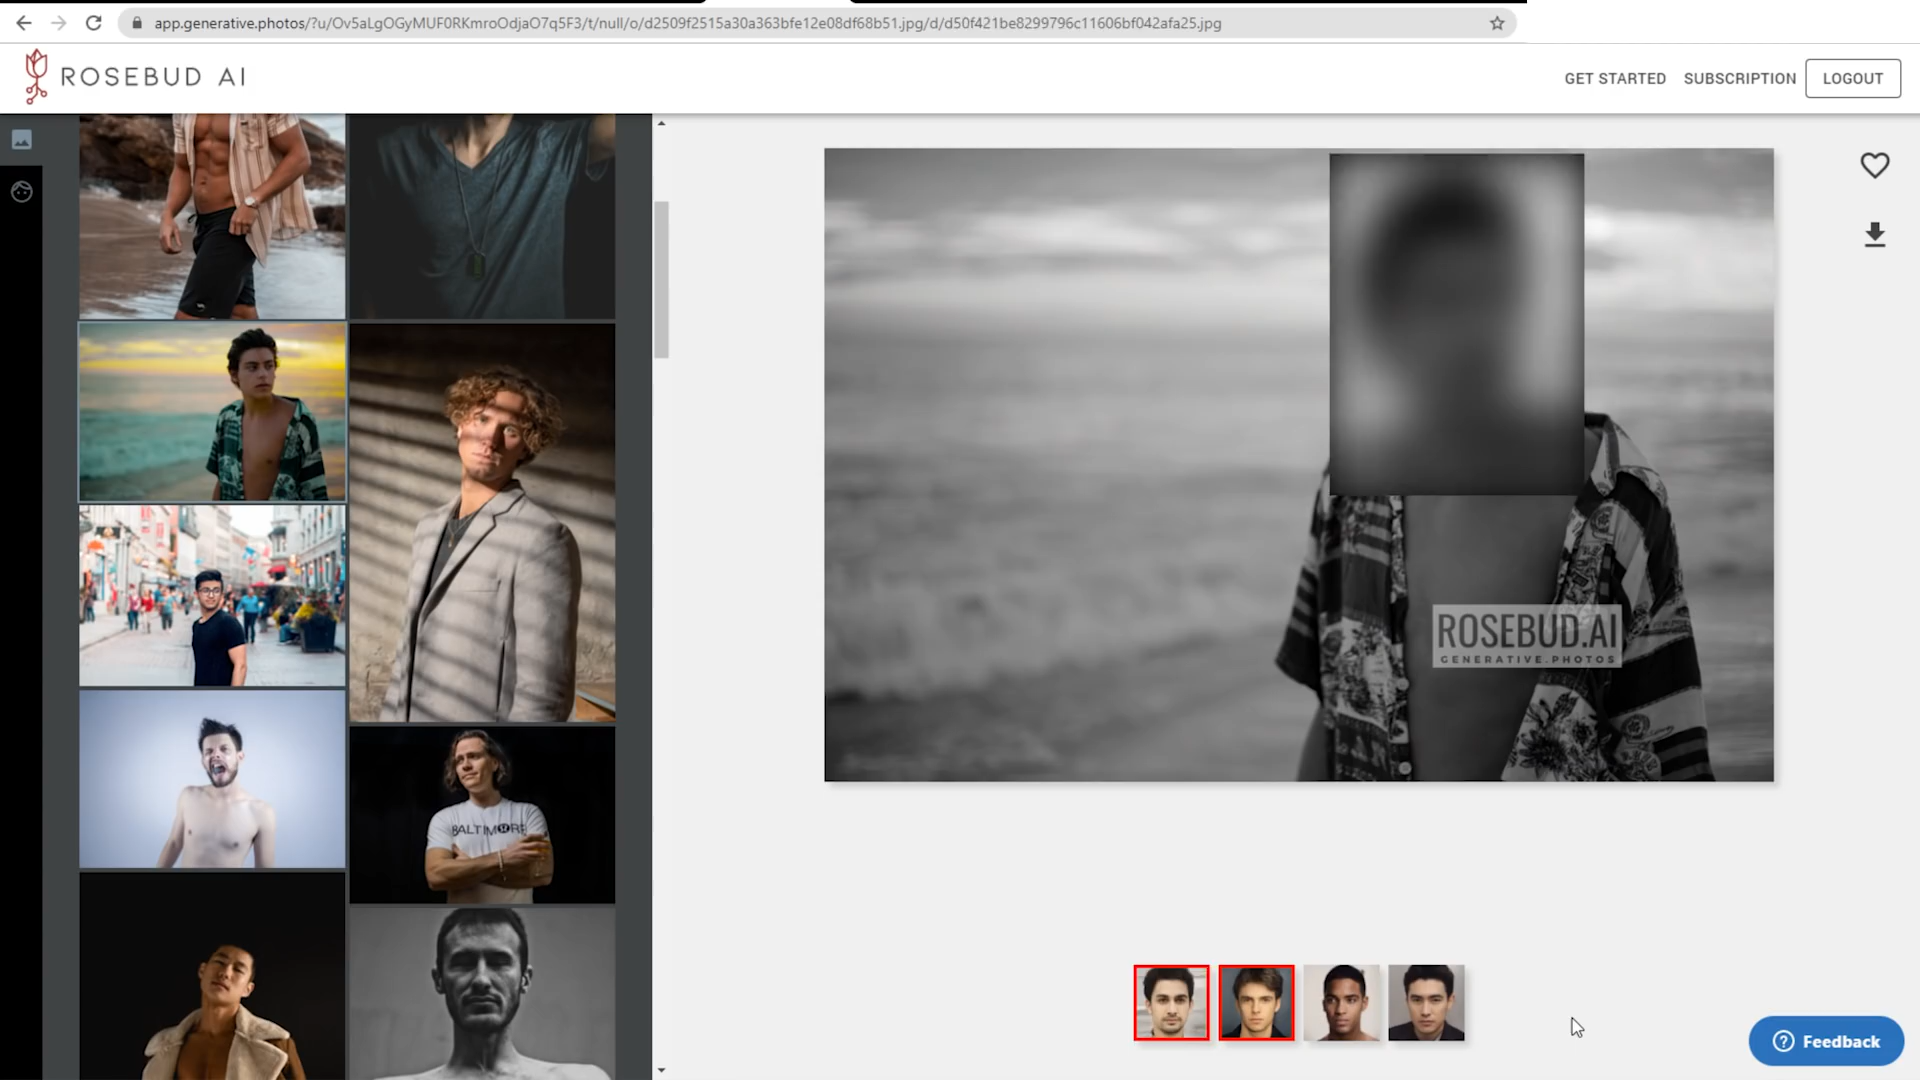 app.generative.photos/?u/Ov5aLgOGyMUF0RKmroOdjaO7q5F3/t/null/o/d2509f2515a30a363bfe12e08df68b51.jpg/d/d50f421be8299796c11606bf042afa25.jpg
ROSEBUD AI
GET STARTED
SUBSCRIPTION
LOGOUT
ROSEBUD.AI
GENERATIVE.PHOTOS
BALTIMORE
Feedback